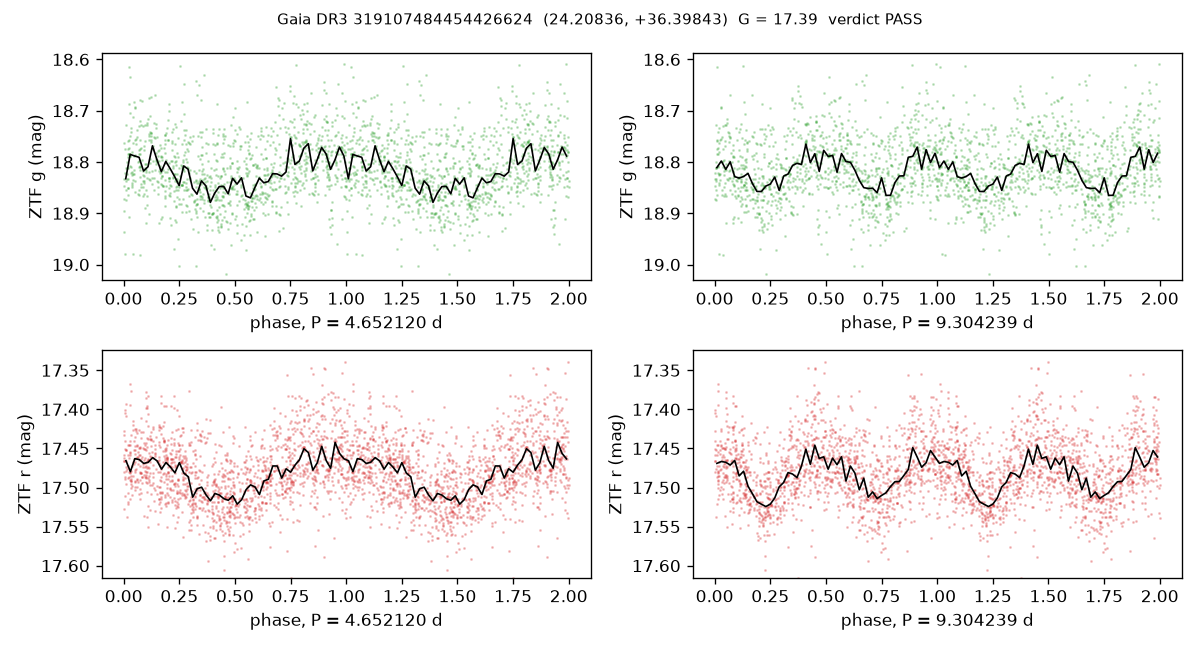 Gaia DR3 319107484454426624 (24.20836, +36.39843) G = 17.39 verdict PASS
18.6
18.7
18.8
18.9
19.0
ZTF g (mag)
0.00 0.25 0.50 0.75 1.00 1.25 1.50 1.75 2.00
phase, P = 4.652120 d
18.6
18.7
18.8
18.9
19.0
ZTF g (mag)
0.00 0.25 0.50 0.75 1.00 1.25 1.50 1.75 2.00
phase, P = 9.304239 d
17.35
17.40
17.45
17.50
17.55
17.60
ZTF r (mag)
0.00 0.25 0.50 0.75 1.00 1.25 1.50 1.75 2.00
phase, P = 4.652120 d
17.35
17.40
17.45
17.50
17.55
17.60
ZTF r (mag)
0.00 0.25 0.50 0.75 1.00 1.25 1.50 1.75 2.00
phase, P = 9.304239 d